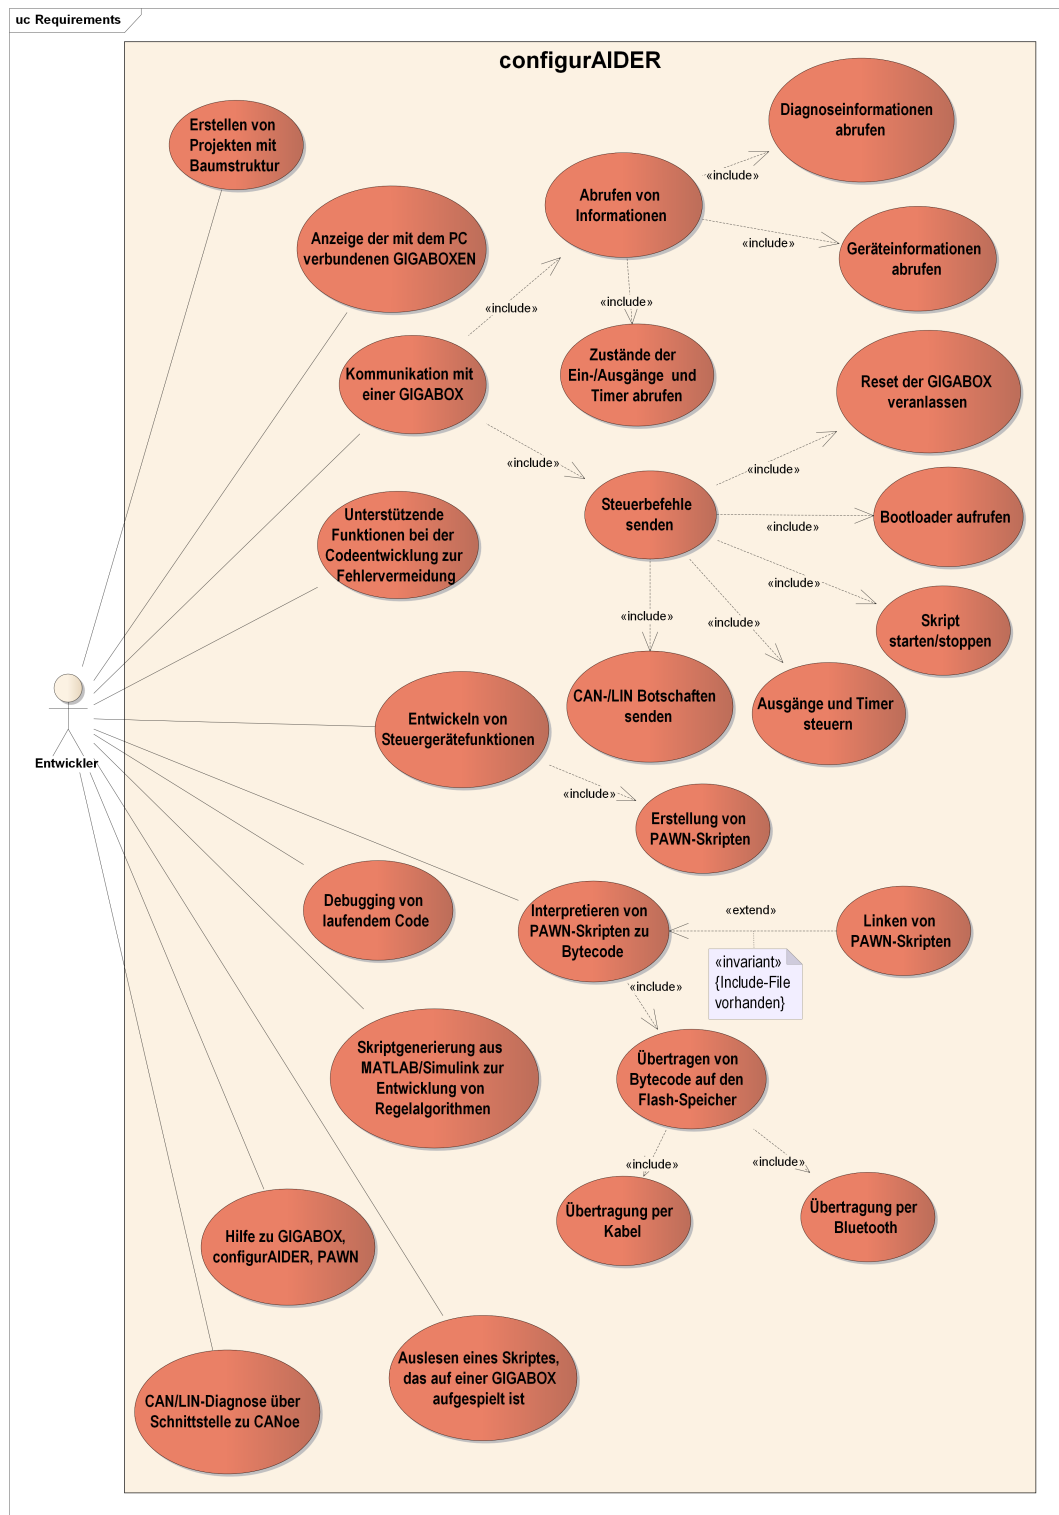 uc Requirements
configurAIDER
Erstellen von
Projekten mit
Baumstruktur
Diagnoseinformationen
abrufen
«include»
Abrufen von
Informationen
Anzeige der mit dem PC
verbundenen GIGABOXEN
«include»
Geräteinformationen
abrufen
«include»
«include»
Kommunikation mit
einer GIGABOX
Zustände der
Ein-/Ausgänge und
Timer abrufen
Reset der GIGABOX
veranlassen
«include»
«include»
Steuerbefehle
senden
Bootloader aufrufen
«include»
Unterstützende
Funktionen bei der
Codeentwicklung zur
Fehlervermeidung
«include»
Skript
starten/stoppen
«include»
«include»
CAN-/LIN Botschaften
senden
Ausgänge und Timer
steuern
Entwickeln von
Steuergerätefunktionen
Entwickler
«include»
Erstellung von
PAWN-Skripten
Debugging von
laufendem Code
Interpretieren von
PAWN-Skripten zu
Bytecode
«extend»
Linken von
PAWN-Skripten
«invariant»
{Include-File
vorhanden}
«include»
Skriptgenerierung aus
MATLAB/Simulink zur
Entwicklung von
Regelalgorithmen
Übertragen von
Bytecode auf den
Flash-Speicher
«include»
«include»
Übertragung per
Kabel
Übertragung per
Bluetooth
Hilfe zu GIGABOX,
configurAIDER, PAWN
Auslesen eines Skriptes,
das auf einer GIGABOX
aufgespielt ist
CAN/LIN-Diagnose über
Schnittstelle zu CANoe